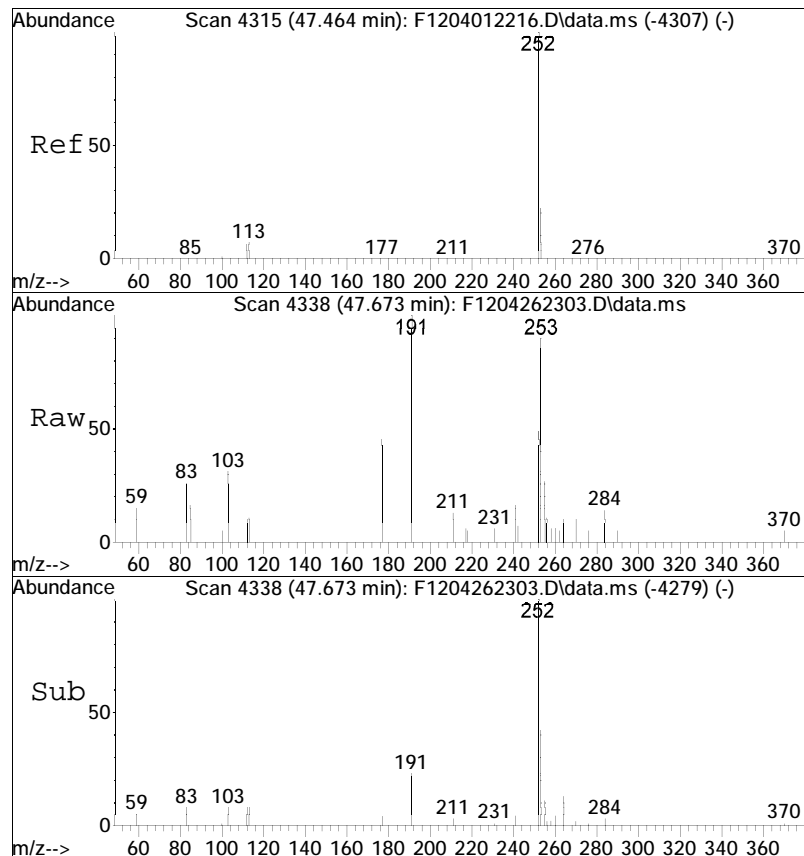 Abundance Scan 4315 (47.464 min): F1204012216.D\data.ms (-4307) (-)
252
Ref 50
113
85 177 211 276 370
0
m/z--> 60 80 100 120 140 160 180 200 220 240 260 280 300 320 340 360
Abundance Scan 4338 (47.673 min): F1204262303.D\data.ms
191 253
Raw 50
83 103
59 211 284
231 370
0
m/z--> 60 80 100 120 140 160 180 200 220 240 260 280 300 320 340 360
Abundance Scan 4338 (47.673 min): F1204262303.D\data.ms (-4279) (-)
252
Sub 50
191
59 83 103 211 231 284 370
0
m/z--> 60 80 100 120 140 160 180 200 220 240 260 280 300 320 340 360